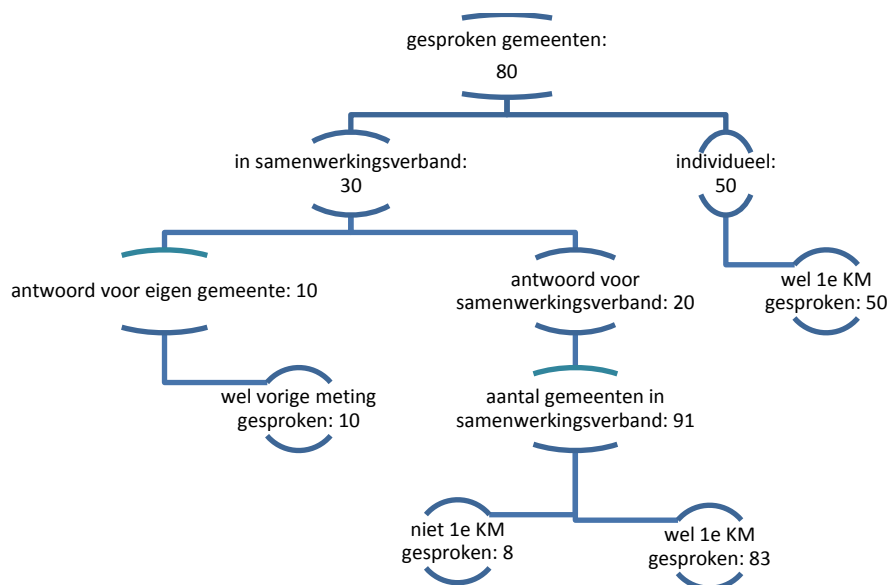 gesproken gemeenten:
80
in samenwerkingsverband:
30
individueel:
50
antwoord voor eigen gemeente: 10
antwoord voor
samenwerkingsverband: 20
wel 1e KM
gesproken: 50
wel vorige meting
gesproken: 10
aantal gemeenten in
samenwerkingsverband: 91
niet 1e KM
gesproken: 8
wel 1e KM
gesproken: 83